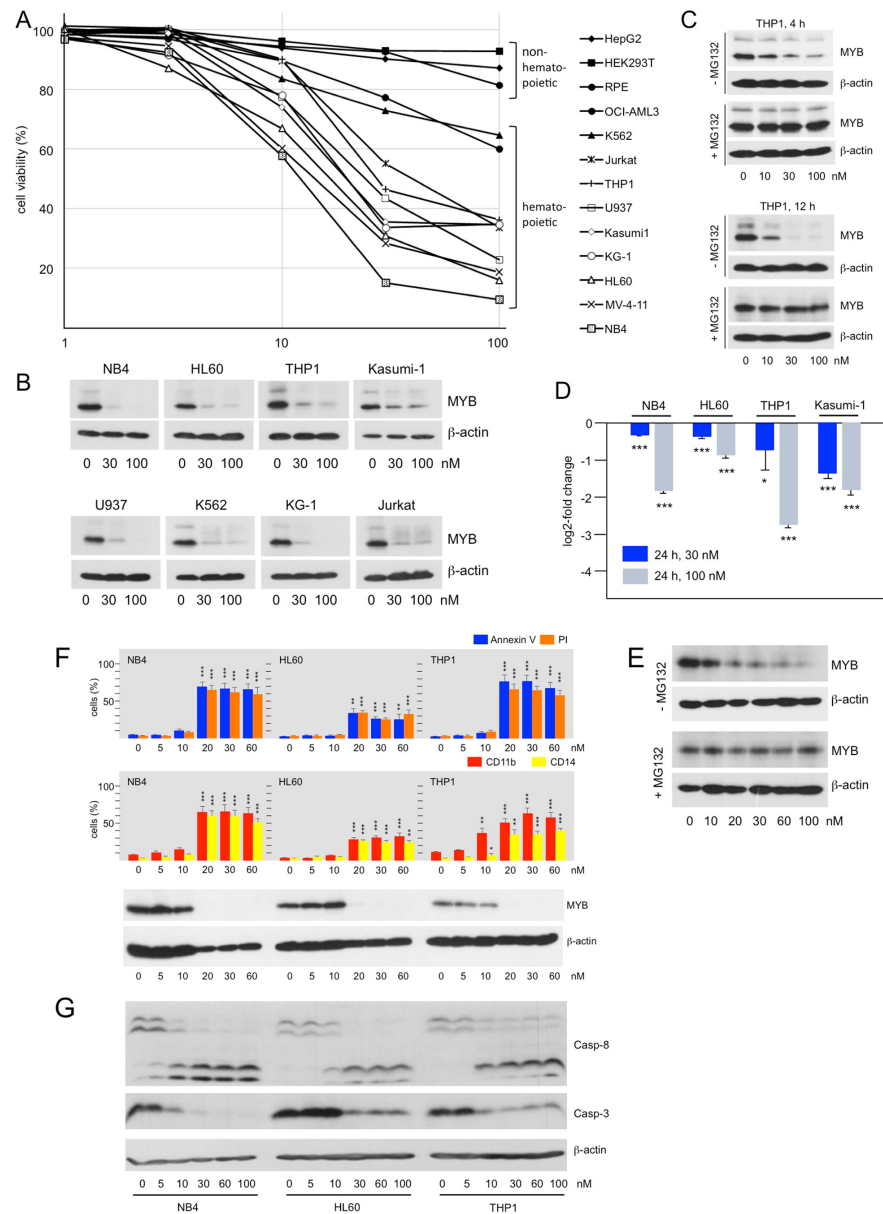 A
100
80
60
40
20
cell viability (%)
1
10
100
non-
hemato-
poietic
hemato-
poietic
HepG2
HEK293T
RPE
OCI-AML3
K562
Jurkat
THP1
U937
Kasumi1
KG-1
HL60
MV-4-11
NB4
B
NB4 HL60 THP1 Kasumi-1
MYB
β-actin
0 30 100 0 30 100 0 30 100 0 30 100 nM
U937 K562 KG-1 Jurkat
MYB
β-actin
0 30 100 0 30 100 0 30 100 0 30 100 nM
C
THP1, 4 h
- MG132
MYB
β-actin
+ MG132
MYB
β-actin
0 10 30 100 nM
THP1, 12 h
- MG132
MYB
β-actin
+ MG132
MYB
β-actin
0 10 30 100 nM
D
NB4 HL60 THP1 Kasumi-1
0
-1
-2
-3
-4
log2-fold change
*** *** *** *** * *** *** ***
24 h, 30 nM
24 h, 100 nM
E
- MG132
MYB
β-actin
+ MG132
MYB
β-actin
0 10 20 30 60 100 nM
F
Annexin V PI
NB4 HL60 THP1
100
50
cells (%)
*** *** *** *** *** *** ** *** *** *** ** *** *** *** *** *** *** ***
0 5 10 20 30 60 0 5 10 20 30 60 0 5 10 20 30 60 nM
CD11b CD14
NB4 HL60 THP1
100
50
cells (%)
*** *** *** *** *** *** *** *** *** *** *** ** ** * *** *** *** *** *** ***
0 5 10 20 30 60 0 5 10 20 30 60 0 5 10 20 30 60 nM
MYB
β-actin
0 5 10 20 30 60 0 5 10 20 30 60 0 5 10 20 30 60 nM
G
Casp-8
Casp-3
β-actin
0 5 10 30 60 100 0 5 10 30 60 100 0 5 10 30 60 100 nM
NB4 HL60 THP1